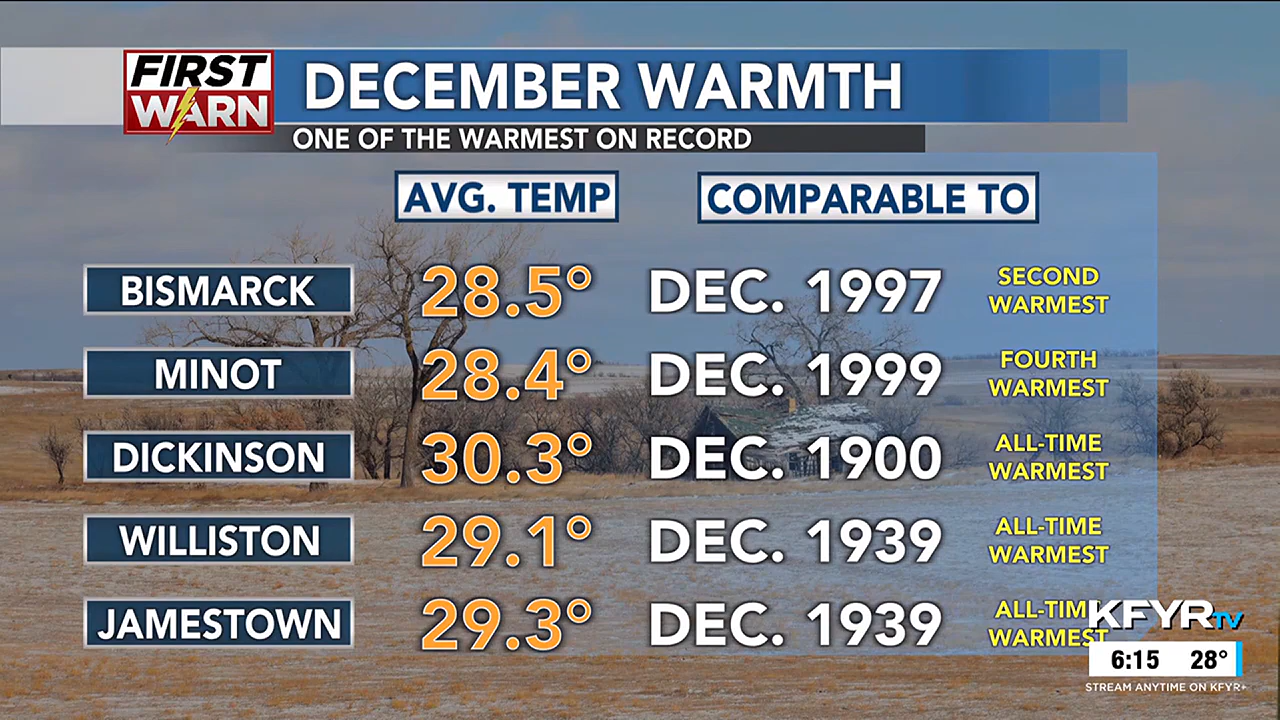 FIRST
WARN
DECEMBER WARMTH
ONE OF THE WARMEST ON RECORD
AVG. TEMP
COMPARABLE TO
BISMARCK
28.5°
DEC. 1997
SECOND
WARMEST
MINOT
28.4°
DEC. 1999
FOURTH
WARMEST
DICKINSON
30.3°
DEC. 1900
ALL-TIME
WARMEST
WILLISTON
29.1°
DEC. 1939
ALL-TIME
WARMEST
JAMESTOWN
29.3°
DEC. 1939
ALL-TIME
WARMEST
KFYRTV
6:15 28°
STREAM ANYTIME ON KFYR+